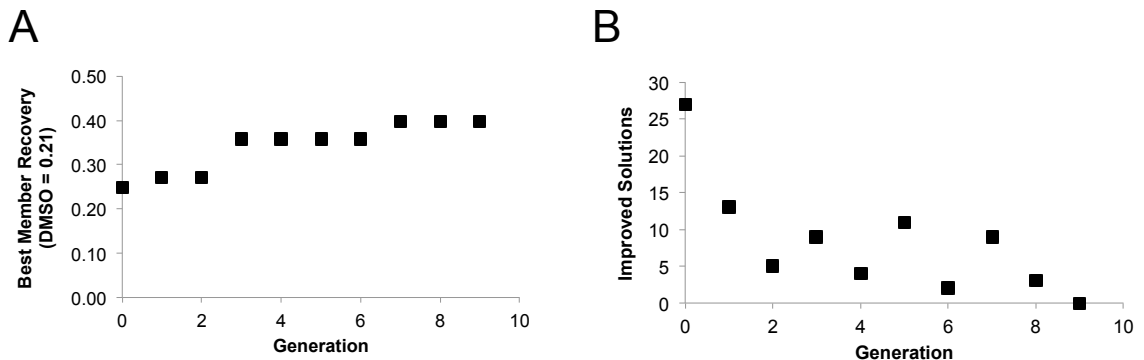 A
Best Member Recovery
(DMSO = 0.21)
0.50
0.40
0.30
0.20
0.10
0.00
0 2 4 6 8 10
Generation
B
Improved Solutions
30
25
20
15
10
5
0
0 2 4 6 8 10
Generation